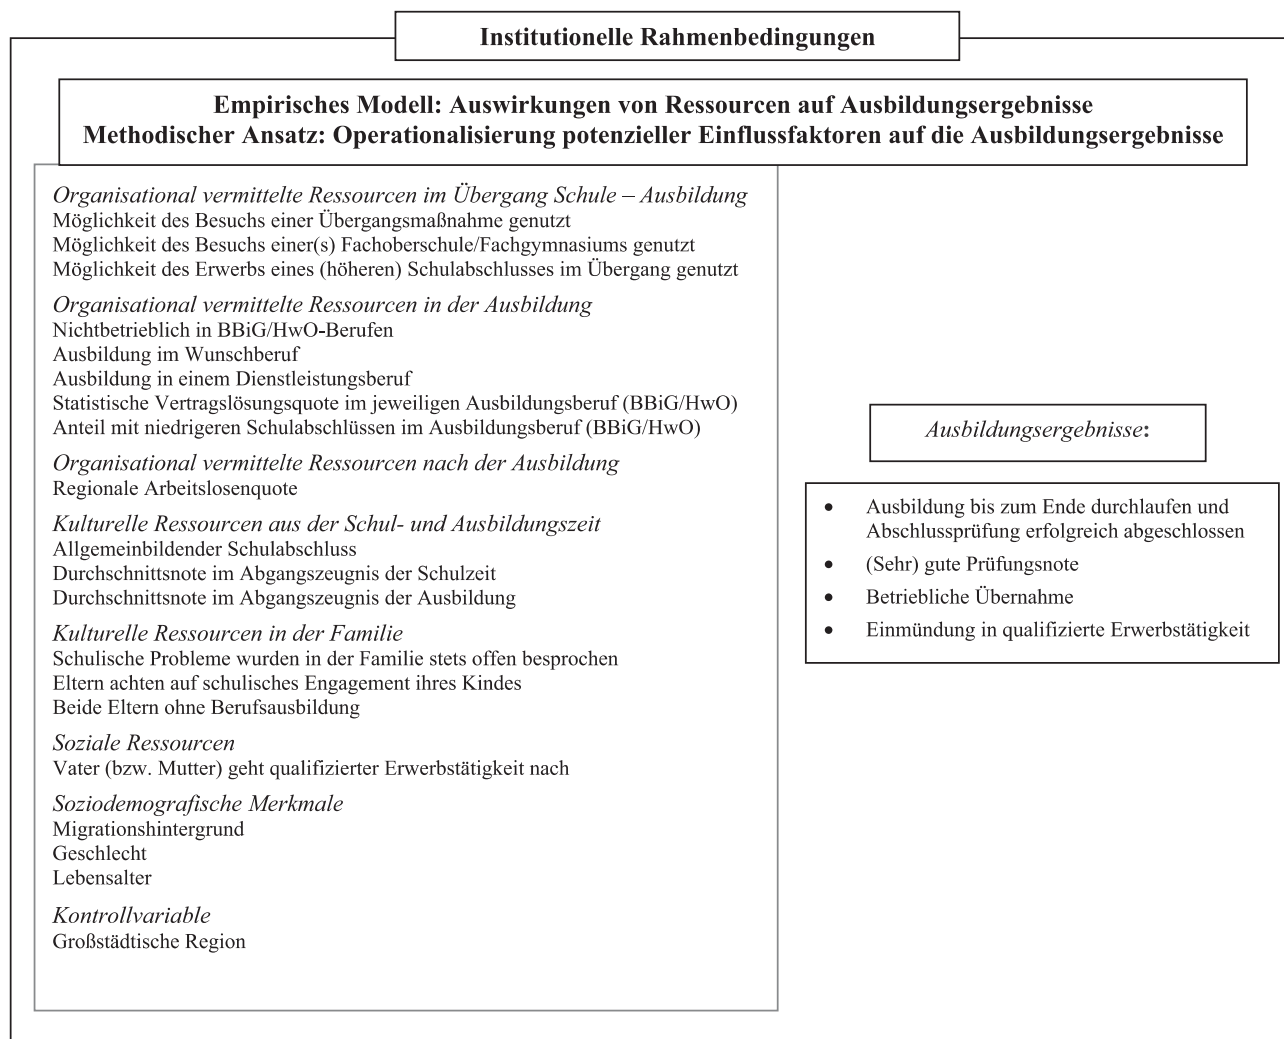 Institutionelle Rahmenbedingungen
Empirisches Modell: Auswirkungen von Ressourcen auf Ausbildungsergebnisse
Methodischer Ansatz: Operationalisierung potenzieller Einflussfaktoren auf die Ausbildungsergebnisse
Organisational vermittelte Ressourcen im Übergang Schule – Ausbildung
Möglichkeit des Besuchs einer Übergangsmaßnahme genutzt
Möglichkeit des Besuchs einer(s) Fachoberschule/Fachgymnasiums genutzt
Möglichkeit des Erwerbs eines (höheren) Schulabschlusses im Übergang genutzt
Organisational vermittelte Ressourcen in der Ausbildung
Nichtbetrieblich in BBiG/HwO-Berufen
Ausbildung im Wunschberuf
Ausbildung in einem Dienstleistungsberuf
Statistische Vertragslösungsquote im jeweiligen Ausbildungsberuf (BBiG/HwO)
Anteil mit niedrigeren Schulabschlüssen im Ausbildungsberuf (BBiG/HwO)
Organisational vermittelte Ressourcen nach der Ausbildung
Regionale Arbeitslosenquote
Kulturelle Ressourcen aus der Schul- und Ausbildungszeit
Allgemeinbildender Schulabschluss
Durchschnittsnote im Abgangszeugnis der Schulzeit
Durchschnittsnote im Abgangszeugnis der Ausbildung
Kulturelle Ressourcen in der Familie
Schulische Probleme wurden in der Familie stets offen besprochen
Eltern achten auf schulisches Engagement ihres Kindes
Beide Eltern ohne Berufsausbildung
Soziale Ressourcen
Vater (bzw. Mutter) geht qualifizierter Erwerbstätigkeit nach
Soziodemografische Merkmale
Migrationshintergrund
Geschlecht
Lebensalter
Kontrollvariable
Großstädtische Region
Ausbildungsergebnisse:
• Ausbildung bis zum Ende durchlaufen und
Abschlussprüfung erfolgreich abgeschlossen
• (Sehr) gute Prüfungsnote
• Betriebliche Übernahme
• Einmündung in qualifizierte Erwerbstätigkeit